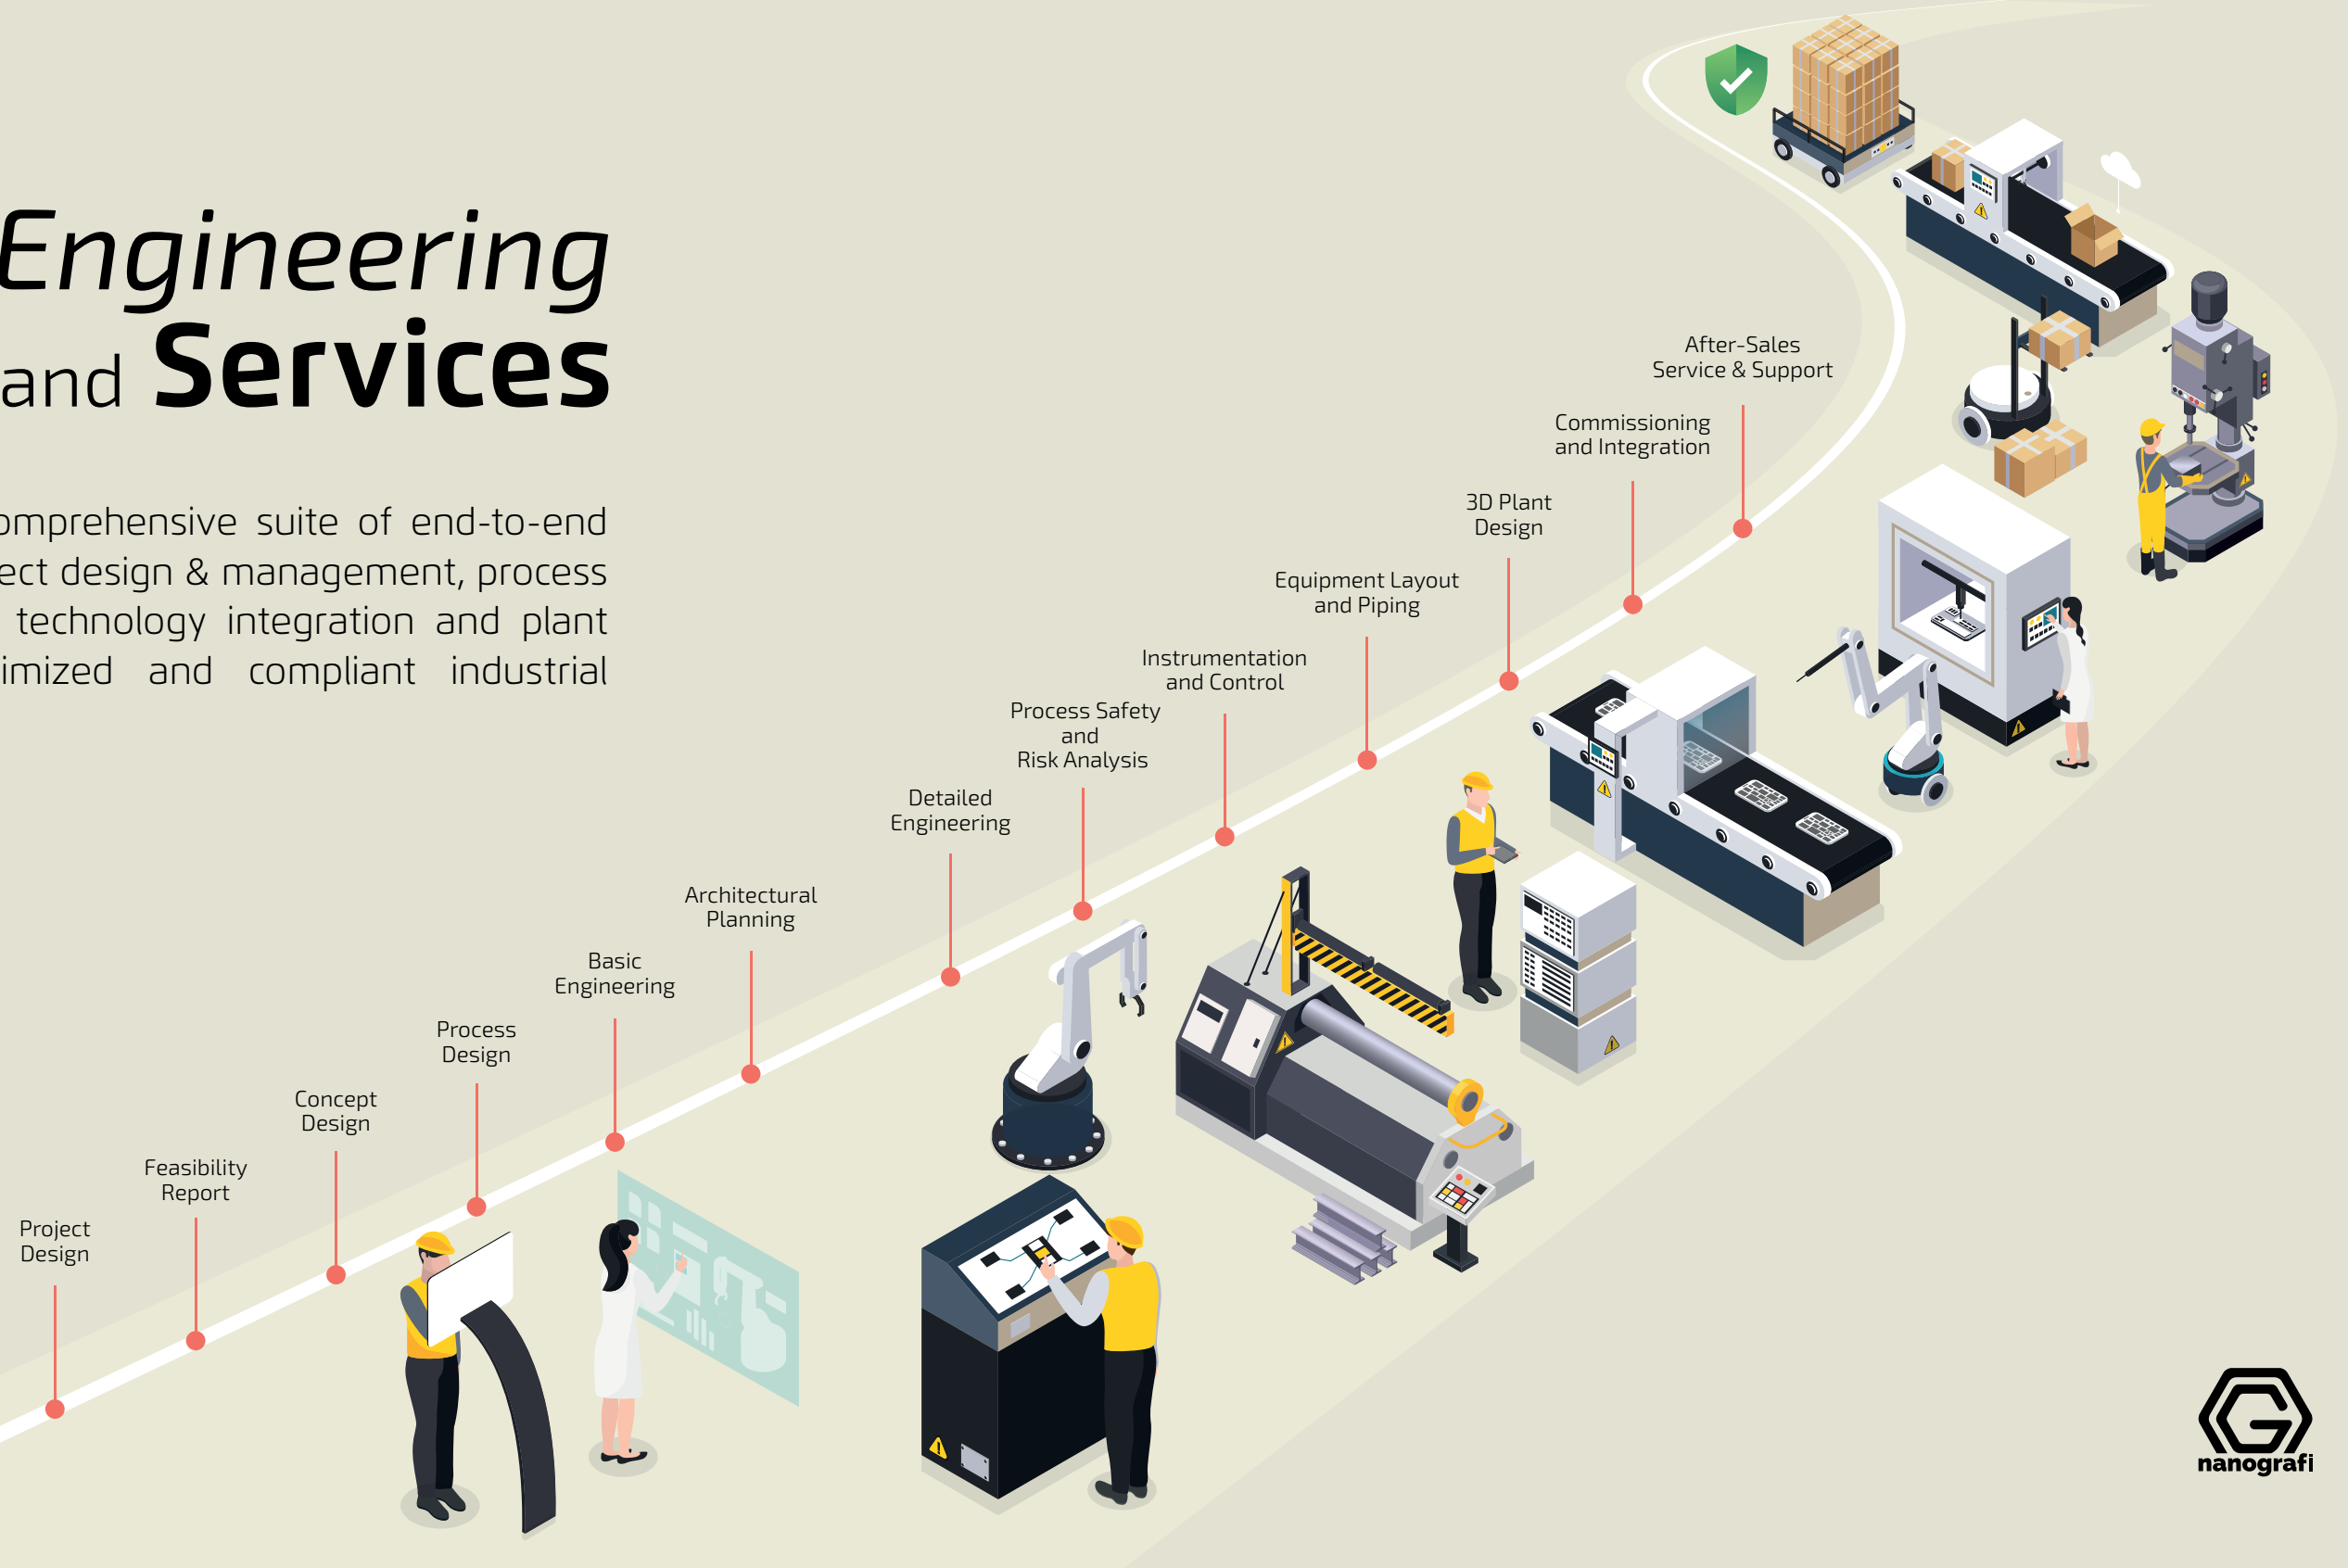 Engineering
and Services
omprehensive suite of end-to-end
ect design & management, process
technology integration and plant
imized and compliant industrial
After-Sales
Service & Support
Commissioning
and Integration
3D Plant
Design
Equipment Layout
and Piping
Instrumentation
and Control
Process Safety
and
Risk Analysis
Detailed
Engineering
Architectural
Planning
Basic
Engineering
Process
Design
Concept
Design
Feasibility
Report
Project
Design
nanografi